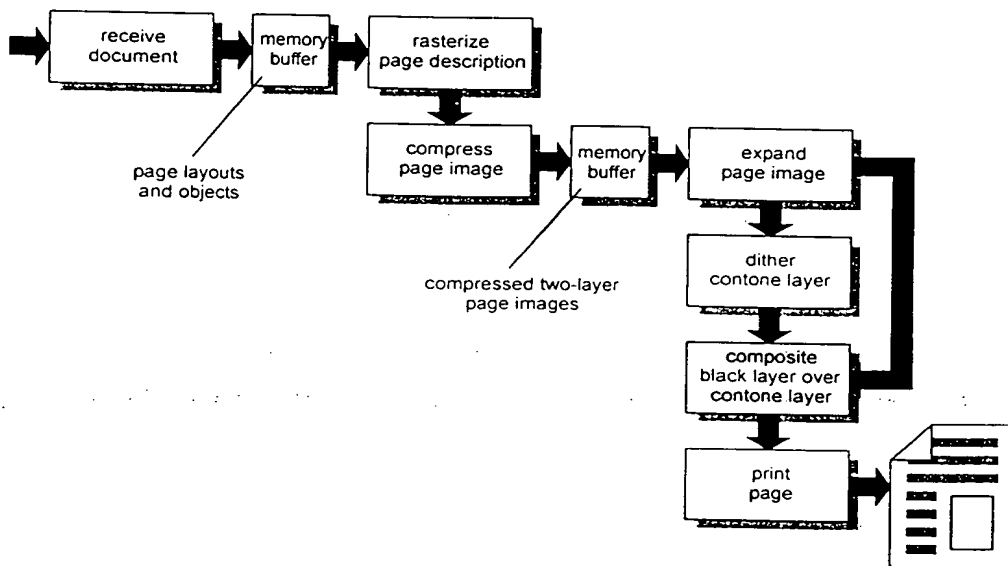 receive
document
memory
buffer
rasterize
page description
page layouts
and objects
compress
page image
memory
buffer
expand
page image
compressed two-layer
page images
dither
contone layer
composite
black layer over
contone layer
print
page